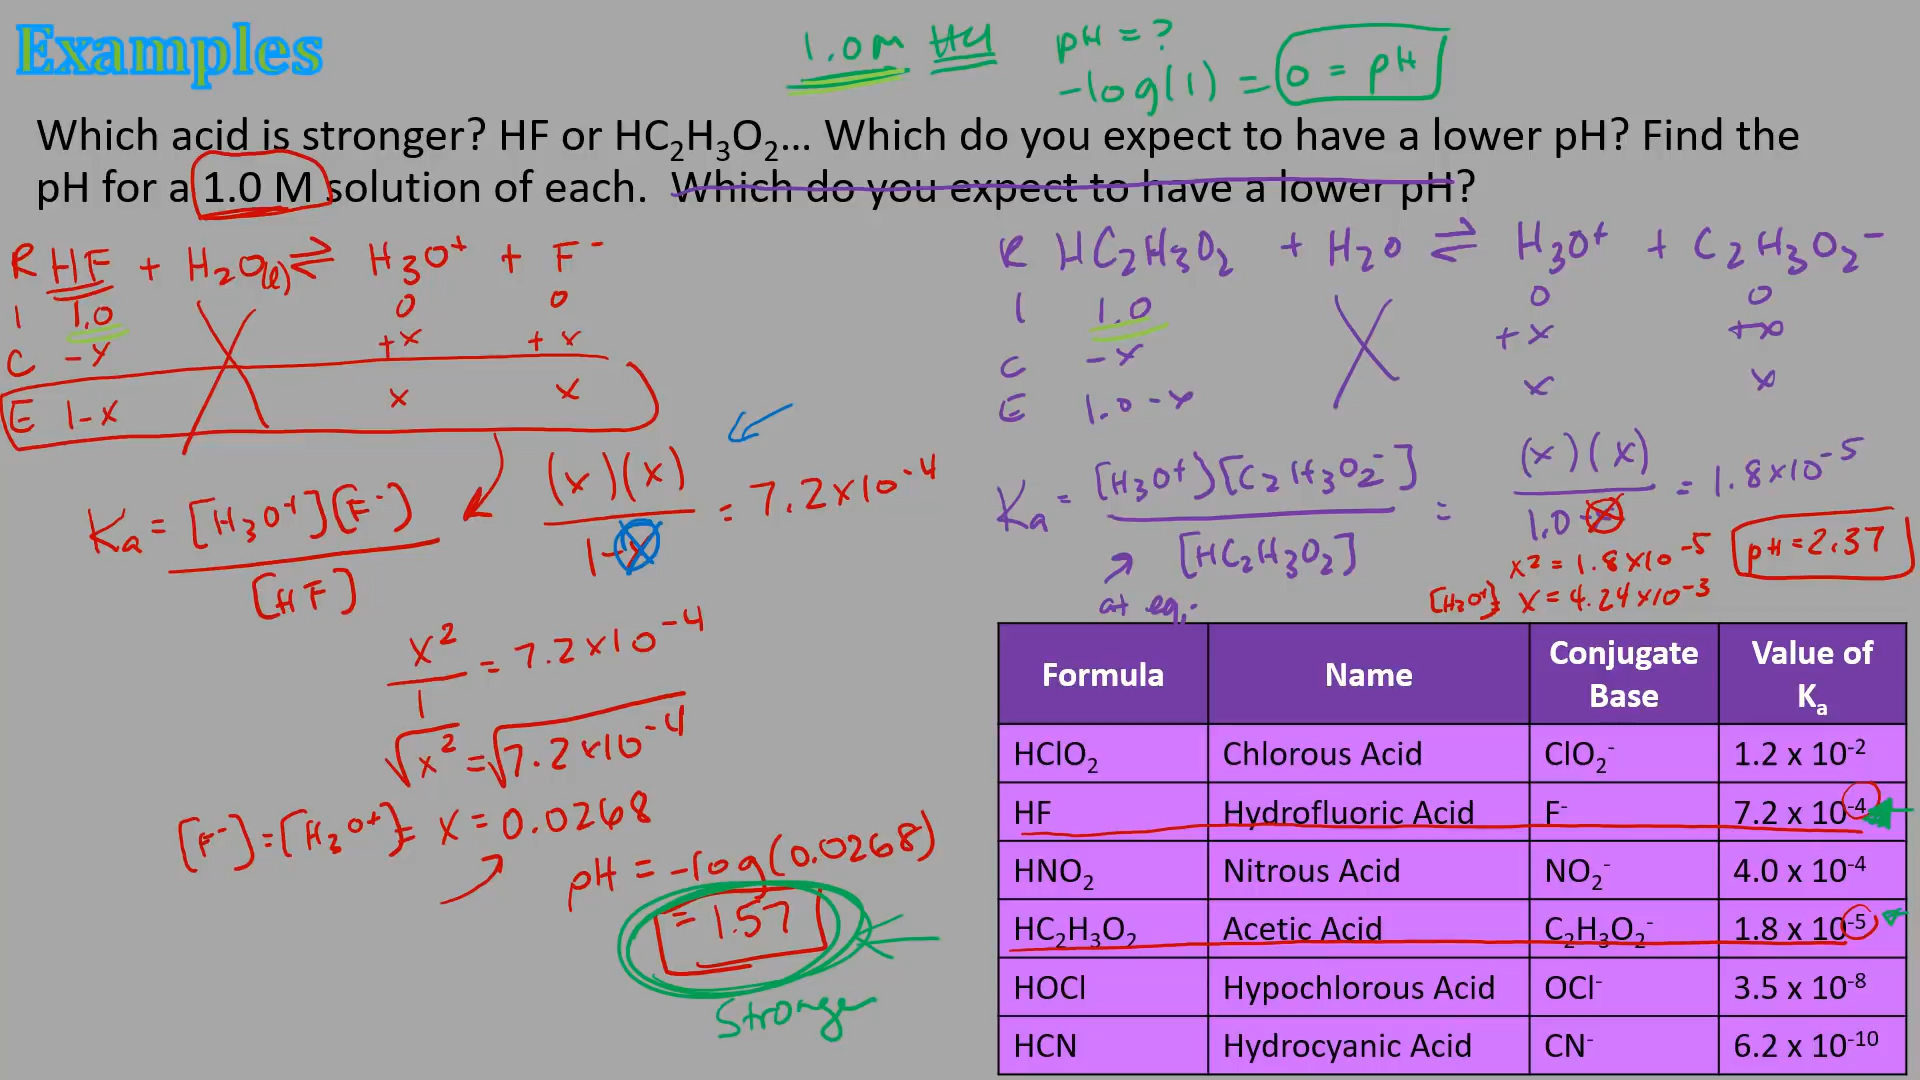 Examples
1.0 M HCl pH = ?
-log(1) = 0 = pH
Which acid is stronger? HF or HC₂H₃O₂… Which do you expect to have a lower pH? Find the
pH for a 1.0 M solution of each. Which do you expect to have a lower pH?
R HF + H₂O(l) ⇌ H₃O⁺ + F⁻
I 1.0 0 0
C -x +x +x
E 1-x x x
Ka = [H₃O⁺][F⁻] / [HF]
(x)(x) / 1-x = 7.2x10⁻⁴
x² / 1 = 7.2x10⁻⁴
√x² = √7.2x10⁻⁴
[F⁻] = [H₃O⁺] = x = 0.0268
pH = -log(0.0268)
= 1.57
Stronger
R HC₂H₃O₂ + H₂O ⇌ H₃O⁺ + C₂H₃O₂⁻
I 1.0 0 0
C -x +x +x
E 1.0-x x x
Ka = [H₃O⁺][C₂H₃O₂⁻] / [HC₂H₃O₂] = (x)(x) / 1.0-x = 1.8x10⁻⁵
at eq.
x² = 1.8x10⁻⁵
[H₃O⁺]= x = 4.24x10⁻³
pH = 2.37
Formula Name Conjugate Base Value of Kₐ
HClO₂ Chlorous Acid ClO₂⁻ 1.2 x 10⁻²
HF Hydrofluoric Acid F⁻ 7.2 x 10⁻⁴
HNO₂ Nitrous Acid NO₂⁻ 4.0 x 10⁻⁴
HC₂H₃O₂ Acetic Acid C₂H₃O₂⁻ 1.8 x 10⁻⁵
HOCl Hypochlorous Acid OCl⁻ 3.5 x 10⁻⁸
HCN Hydrocyanic Acid CN⁻ 6.2 x 10⁻¹⁰